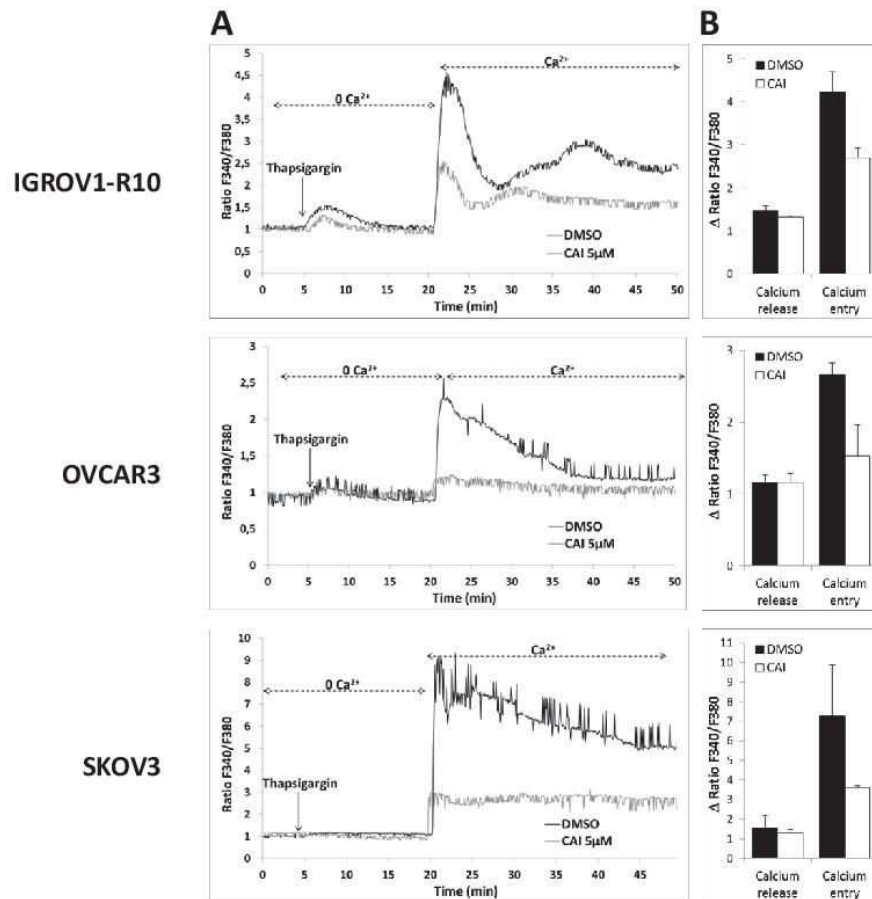 A
B
IGROV1-R10
Ratio F340/F380
5
4,5
4
3,5
3
2,5
2
1,5
1
0,5
0
0 Ca²⁺
Ca²⁺
Thapsigargin
DMSO
CAI 5µM
0 5 10 15 20 25 30 35 40 45 50
Time (min)
Δ Ratio F340/F380
5
4
3
2
1
0
DMSO
CAI
Calcium release
Calcium entry
OVCAR3
Ratio F340/F380
3
2,5
2
1,5
1
0,5
0
0 Ca²⁺
Ca²⁺
Thapsigargin
DMSO
CAI 5µM
0 5 10 15 20 25 30 35 40 45 50
Time (min)
Δ Ratio F340/F380
3
2
1
0
DMSO
CAI
Calcium release
Calcium entry
SKOV3
Ratio F340/F380
10
9
8
7
6
5
4
3
2
1
0
0 Ca²⁺
Ca²⁺
Thapsigargin
DMSO
CAI 5µM
0 5 10 15 20 25 30 35 40 45
Time (min)
Δ Ratio F340/F380
11
10
9
8
7
6
5
4
3
2
1
0
DMSO
CAI
Calcium release
Calcium entry